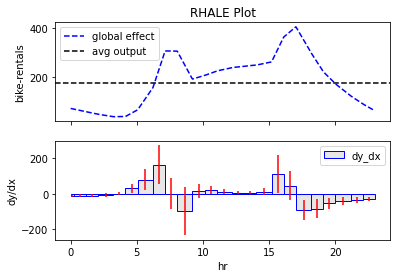 RHALE Plot
global effect
avg output
bike-rentals
400
200
dy_dx
dy/dx
200
0
−200
0
5
10
15
20
hr